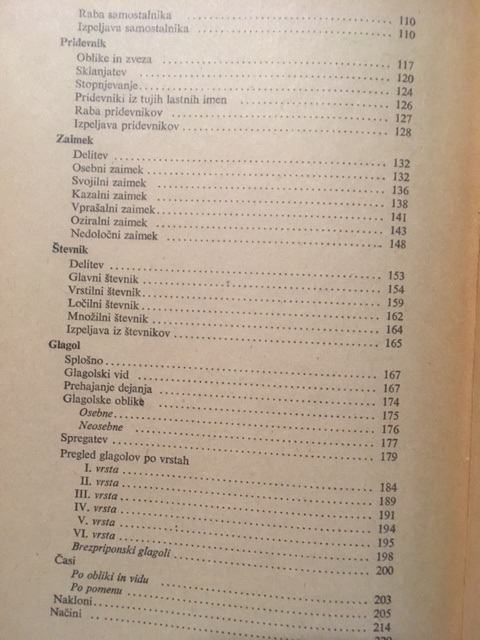 Raba samostalnika ........ 110
Izpeljava samostalnika ........ 110
Pridevnik
Oblike in zveza ........ 117
Sklanjatev ........ 120
Stopnjevanje ........ 124
Pridevniki iz tujih lastnih imen ........ 126
Raba pridevnikov ........ 127
Izpeljava pridevnikov ........ 128
Zaimek
Delitev ........ 132
Osebni zaimek ........ 132
Svojilni zaimek ........ 136
Kazalni zaimek ........ 138
Vprašalni zaimek ........ 141
Oziralni zaimek ........ 143
Nedoločni zaimek ........ 148
Števnik
Delitev ........ 153
Glavni števnik ........ 154
Vrstilni števnik ........ 159
Ločilni števnik ........ 162
Množilni števnik ........ 164
Izpeljava iz števnikov ........ 165
Glagol
Splošno ........ 167
Glagolski vid ........ 167
Prehajanje dejanja ........ 174
Glagolske oblike ........ 175
Osebne ........ 176
Neosebne ........ 177
Spregatev ........ 179
Pregled glagolov po vrstah
I. vrsta ........ 184
II. vrsta ........ 189
III. vrsta ........ 191
IV. vrsta ........ 194
V. vrsta ........ 195
VI. vrsta ........ 198
Brezpriponski glagoli ........ 200
Časi
Po obliki in vidu ........ 203
Po pomenu ........ 205
Nakloni ........ 214
Načini ........